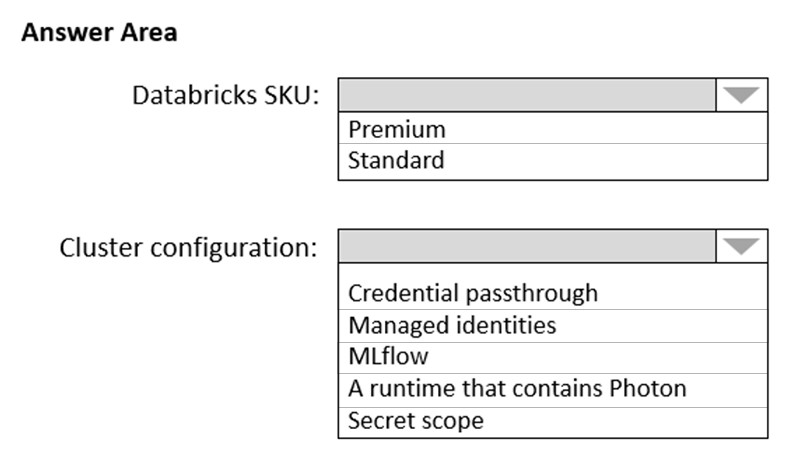 Answer Area
Databricks SKU:
Premium
Standard
Cluster configuration:
Credential passthrough
Managed identities
MLflow
A runtime that contains Photon
Secret scope